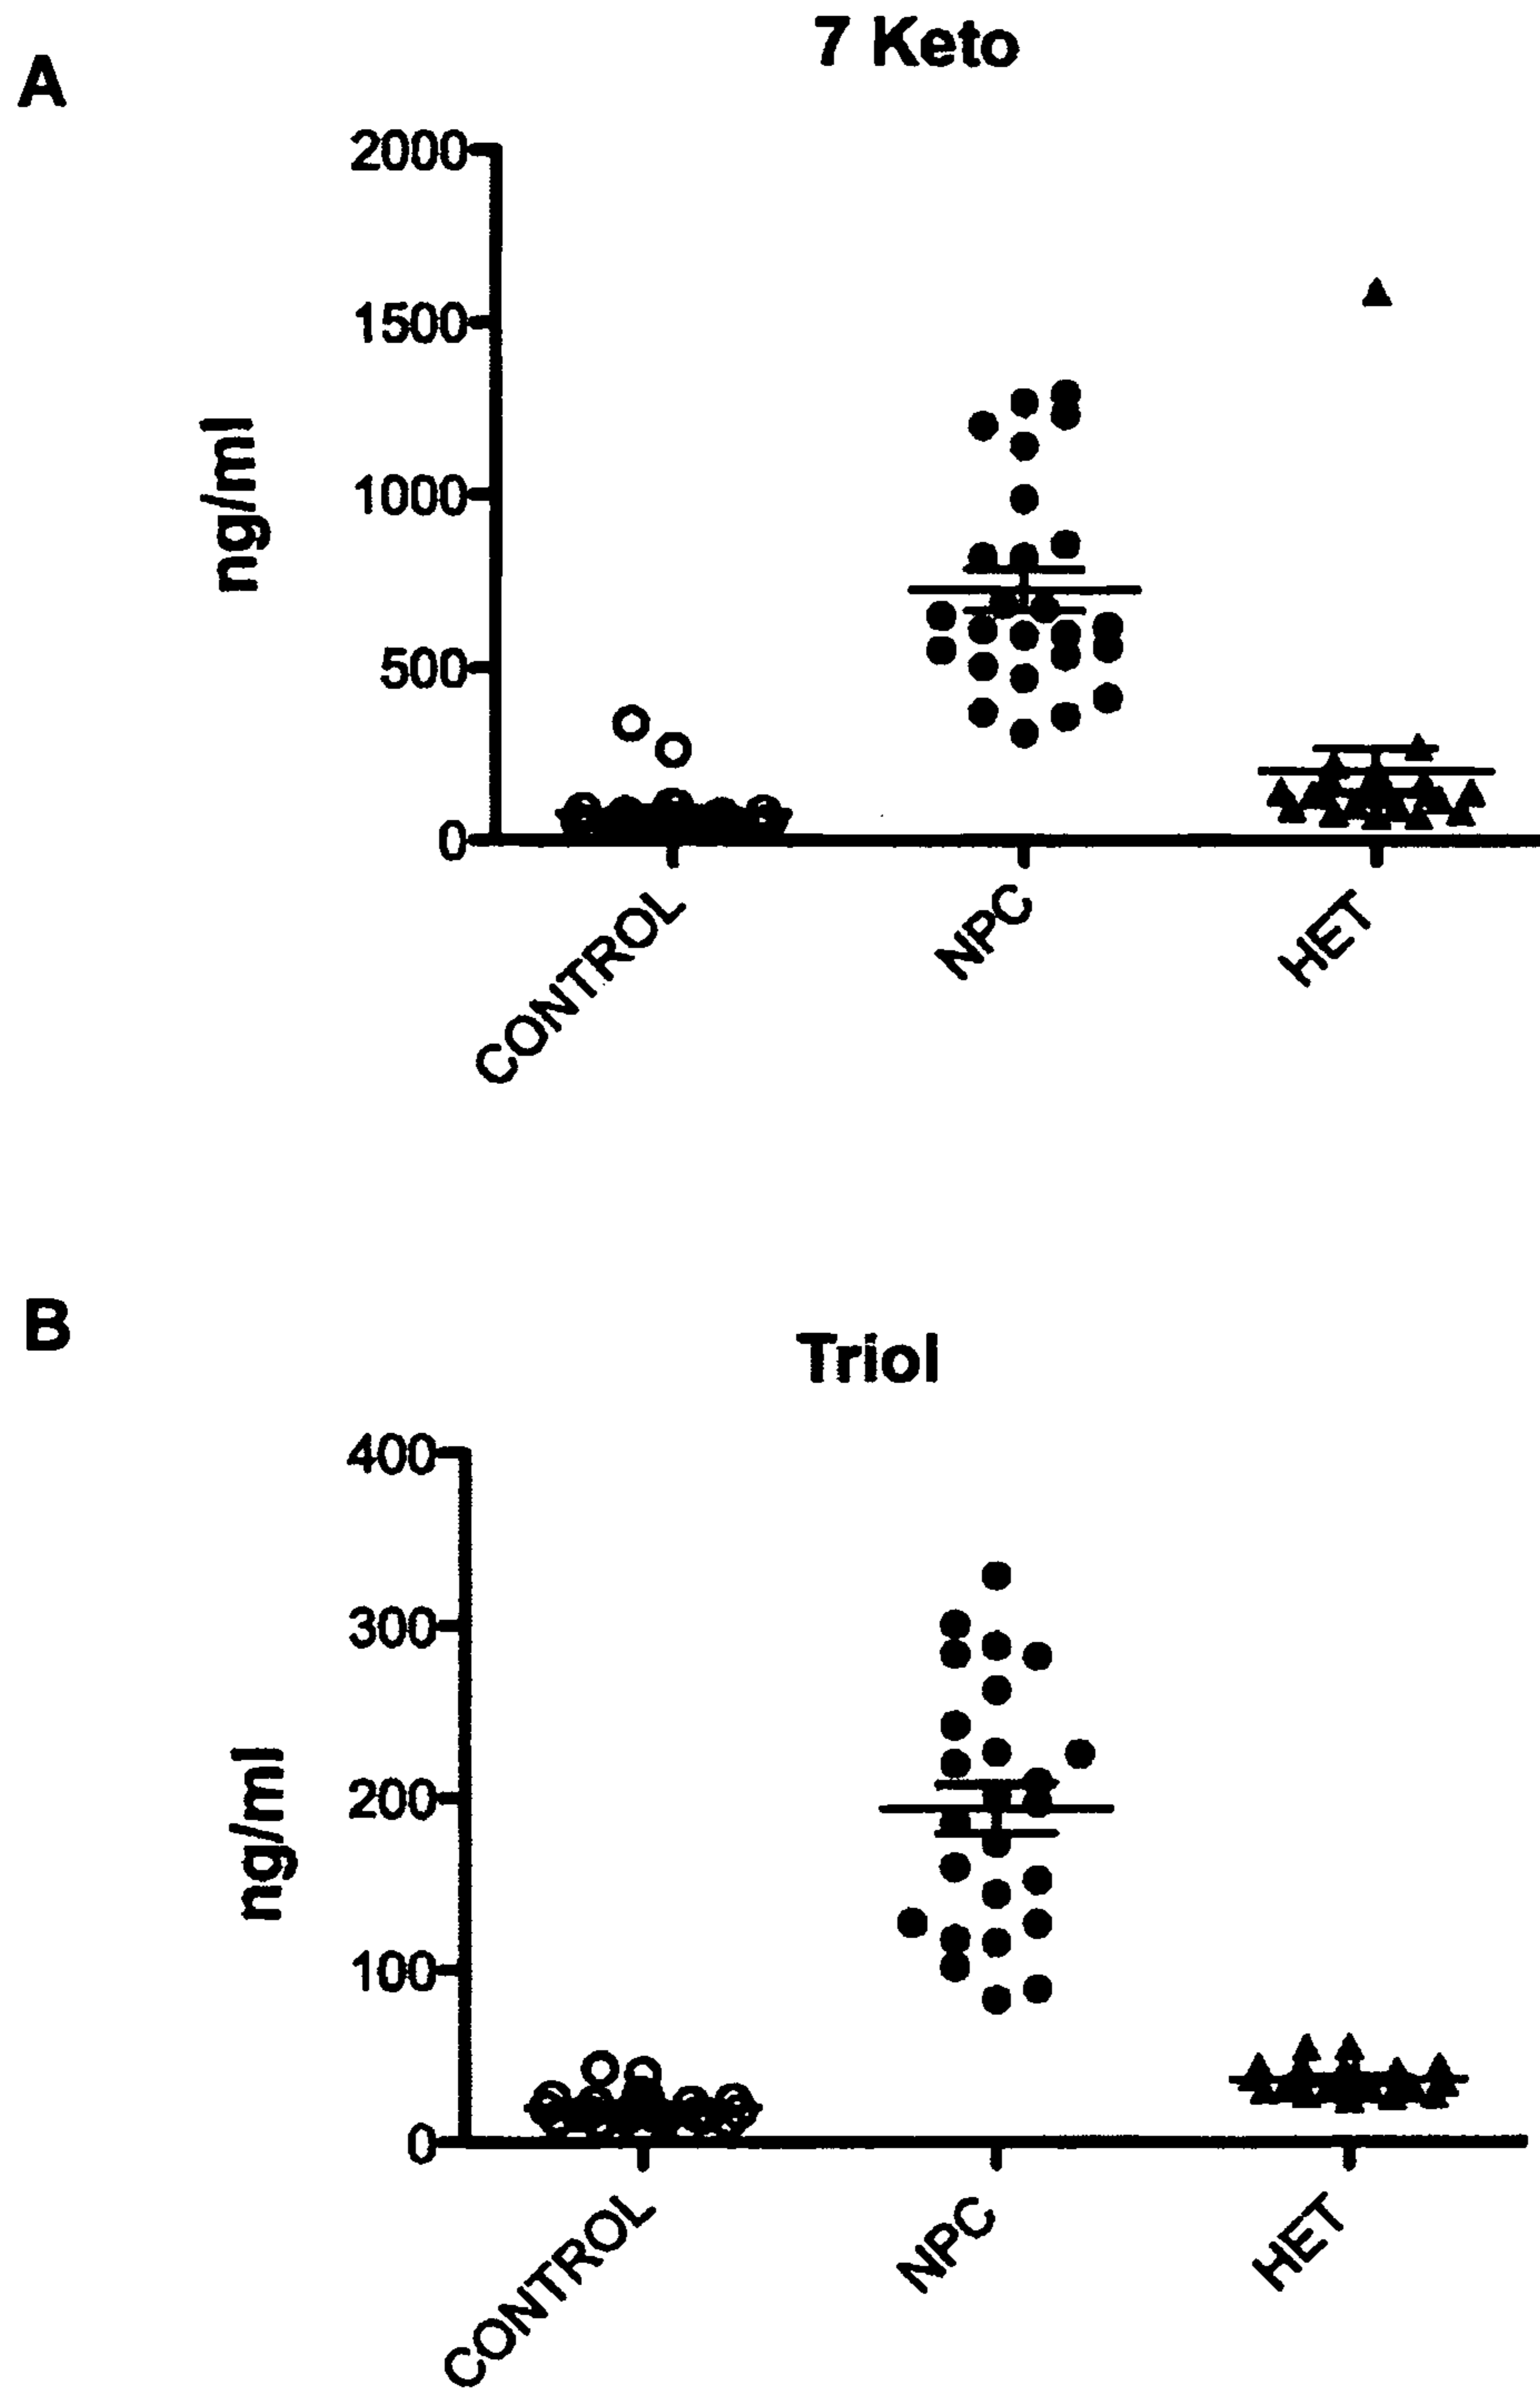 A
7 Keto
2000
1500
1000
500
0
ng/ml
CONTROL
NPC
HET
B
Triol
400
300
200
100
0
ng/ml
CONTROL
NPC
HET